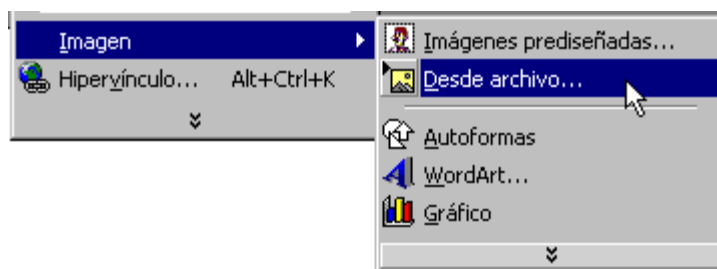 Imagen
Hipervínculo... Alt+Ctrl+K
Imágenes prediseñadas...
Desde archivo...
Autoformas
WordArt...
Gráfico